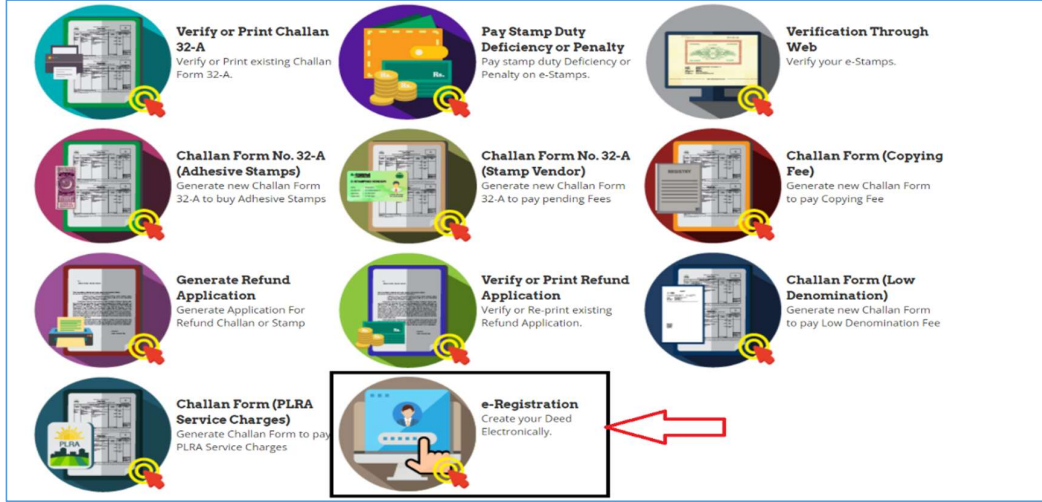 Verify or Print Challan
32-A
Verify or Print existing Challan
Form 32-A.
Pay Stamp Duty
Deficiency or Penalty
Pay stamp duty Deficiency or
Penalty on e-Stamps.
Rs.
Verification Through
Web
Verify your e-Stamps.
Challan Form No. 32-A
(Adhesive Stamps)
Generate new Challan Form
32-A to buy Adhesive Stamps
Challan Form No. 32-A
(Stamp Vendor)
Generate new Challan Form
32-A to pay pending Fees
REGISTRY
Challan Form (Copying
Fee)
Generate new Challan Form
to pay Copying Fee
Generate Refund
Application
Generate Application For
Refund Challan or Stamp
Verify or Print Refund
Application
Verify or Re-print existing
Refund Application.
Challan Form (Low
Denomination)
Generate new Challan Form
to pay Low Denomination Fee
PLRA
Challan Form (PLRA
Service Charges)
Generate Challan Form to pay
PLRA Service Charges
e-Registration
Create your Deed
Electronically.